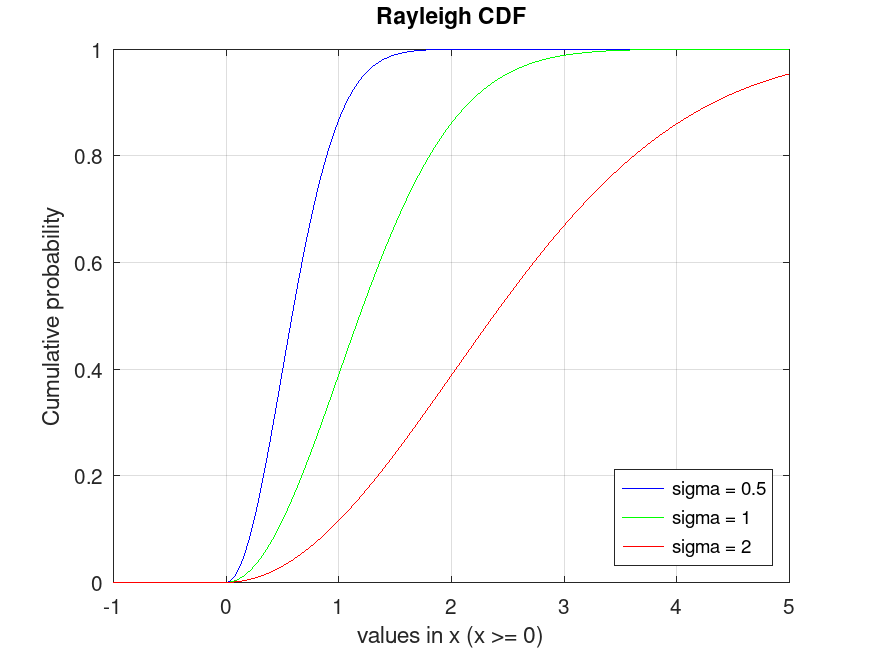 Rayleigh CDF
1
0.8
0.6
0.4
0.2
0
Cumulative probability
-1 0 1 2 3 4 5
values in x (x >= 0)
sigma = 0.5
sigma = 1
sigma = 2